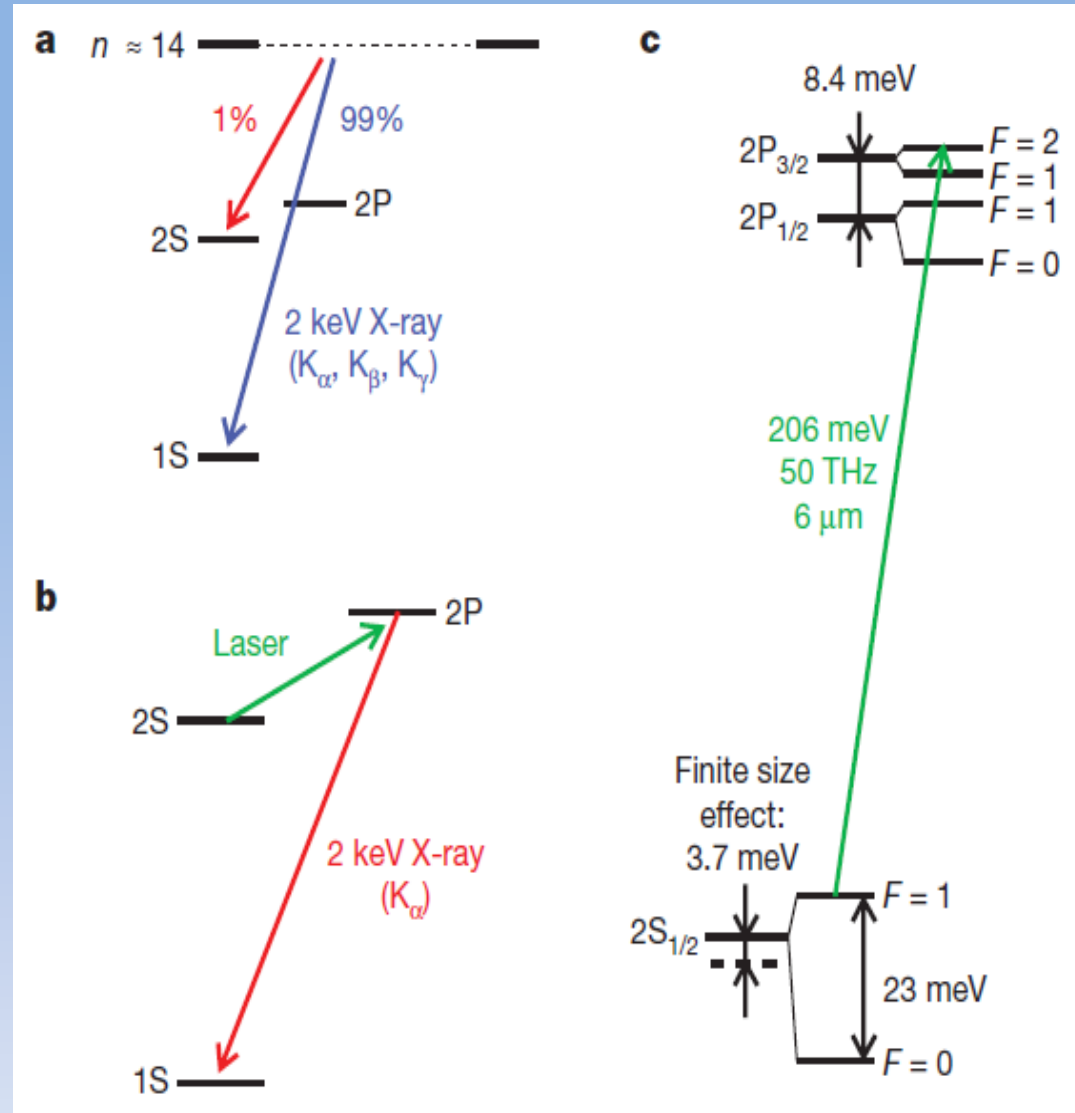 a
n ≈ 14
1%
99%
2P
2S
2 keV X-ray
(Kα, Kβ, Kγ)
1S
b
2P
Laser
2S
2 keV X-ray
(Kα)
1S
c
8.4 meV
2P3/2
F = 2
F = 1
2P1/2
F = 1
F = 0
206 meV
50 THz
6 μm
Finite size
effect:
3.7 meV
F = 1
2S1/2
23 meV
F = 0